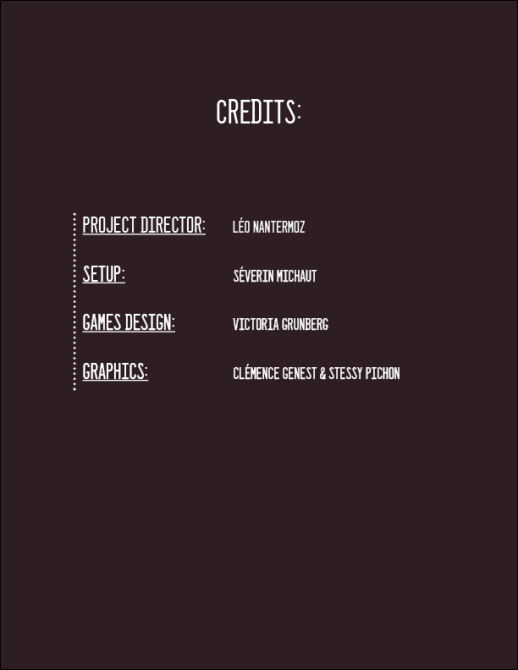 CREDITS:
PROJECT DIRECTOR: LÉO NANTERMOZ
SETUP: SÉVERIN MICHAUT
GAMES DESIGN: VICTORIA GRUNBERG
GRAPHICS: CLÉMENCE GENEST & STESSY PICHON